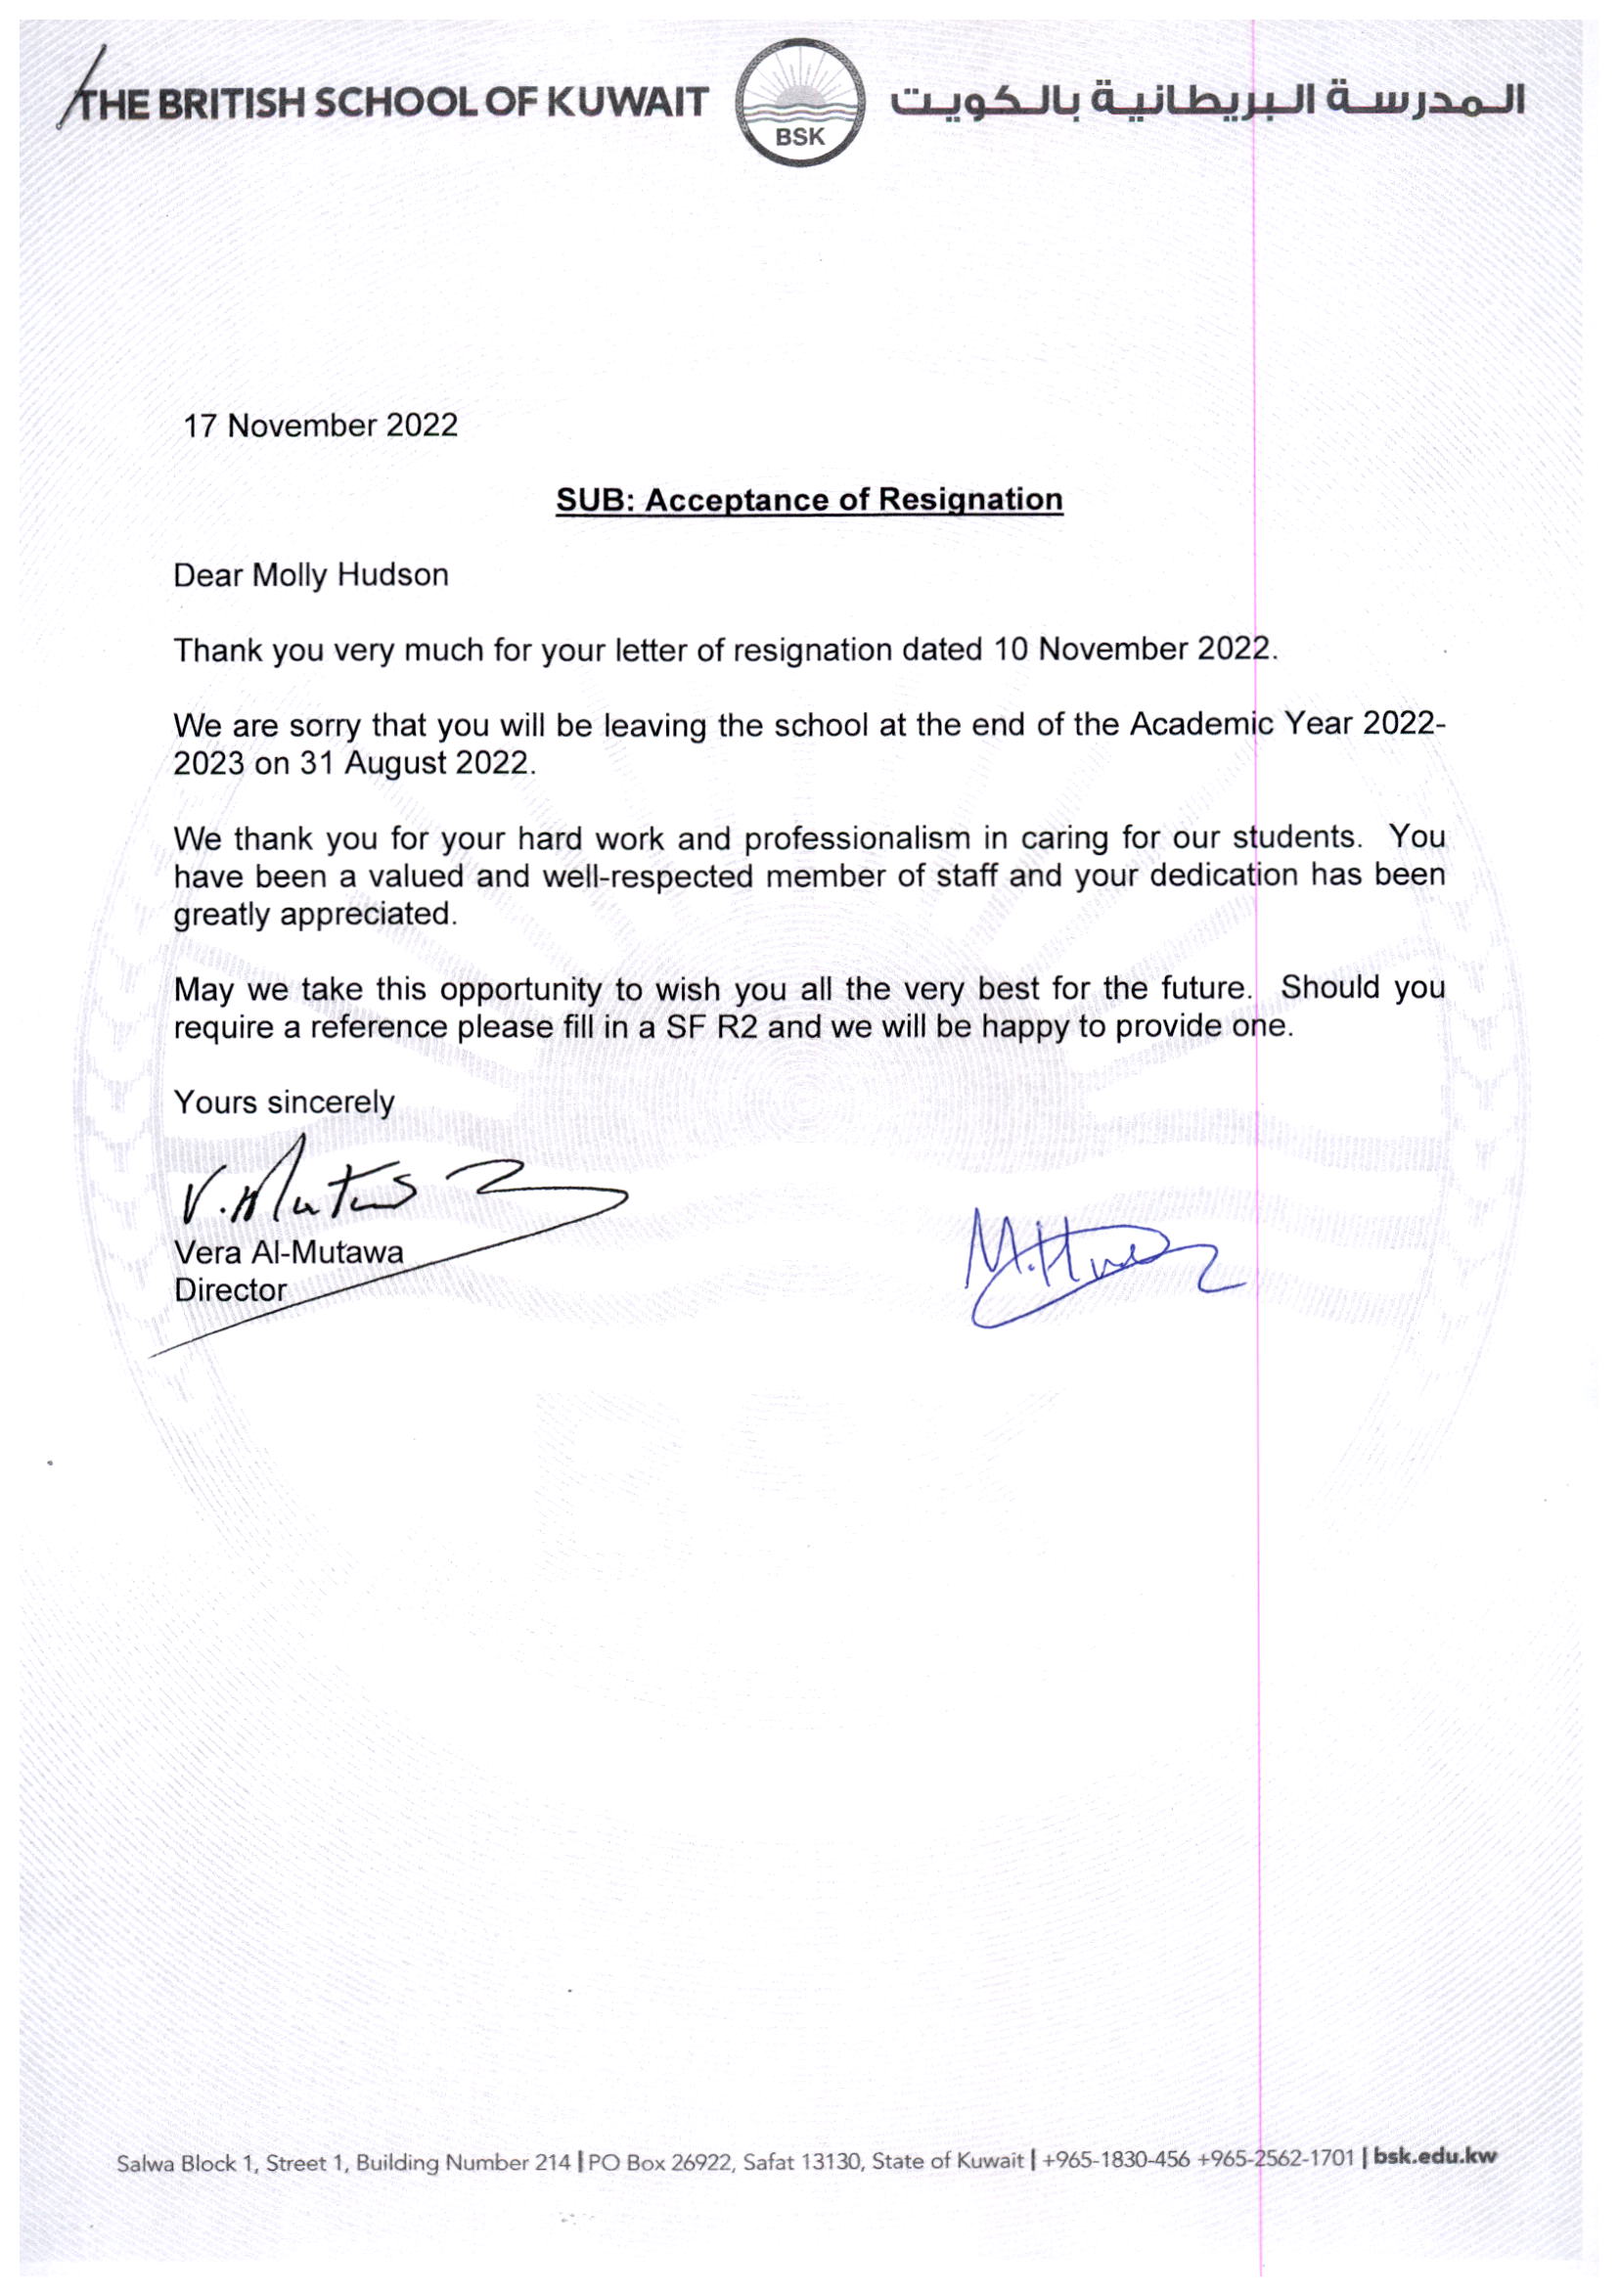 THE BRITISH SCHOOL OF KUWAIT
BSK
المدرسة البريطانية بالكويت
17 November 2022
SUB: Acceptance of Resignation
Dear Molly Hudson
Thank you very much for your letter of resignation dated 10 November 2022.
We are sorry that you will be leaving the school at the end of the Academic Year 2022-
2023 on 31 August 2022.
We thank you for your hard work and professionalism in caring for our students. You
have been a valued and well-respected member of staff and your dedication has been
greatly appreciated.
May we take this opportunity to wish you all the very best for the future. Should you
require a reference please fill in a SF R2 and we will be happy to provide one.
Yours sincerely
Vera Al-Mutawa
Director
BSK
Salwa Block 1, Street 1, Building Number 214 | PO Box 26922, Safat 13130, State of Kuwait | +965-1830-456 +965-2562-1701 | bsk.edu.kw